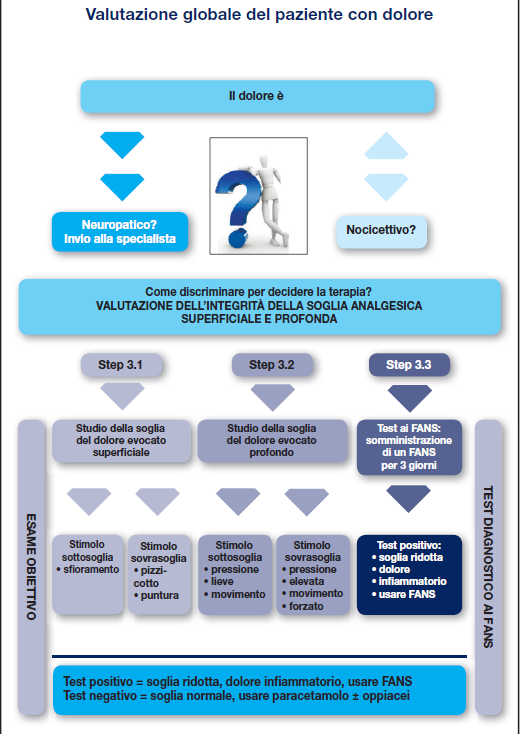 Valutazione globale del paziente con dolore
Il dolore è
Neuropatico?
Invio alla specialista
Nocicettivo?
Come discriminare per decidere la terapia?
VALUTAZIONE DELL'INTEGRITÀ DELLA SOGLIA ANALGESICA
SUPERFICIALE E PROFONDA
Step 3.1
Step 3.2
Step 3.3
Studio della soglia
del dolore evocato
superficiale
Studio della soglia
del dolore evocato
profondo
Test ai FANS:
somministrazione
di un FANS
per 3 giorni
ESAME OBIETTIVO
Stimolo
sottosoglia
• sfioramento
Stimolo
sovrasoglia
• pizzi-
cotto
• puntura
Stimolo
sottosoglia
• pressione
• lieve
• movimento
Stimolo
sovrasoglia
• pressione
• elevata
• movimento
• forzato
Test positivo:
• soglia ridotta
• dolore
• infiammatorio
• usare FANS
TEST DIAGNOSTICO AI FANS
Test positivo = soglia ridotta, dolore infiammatorio, usare FANS
Test negativo = soglia normale, usare paracetamolo ± oppiacei